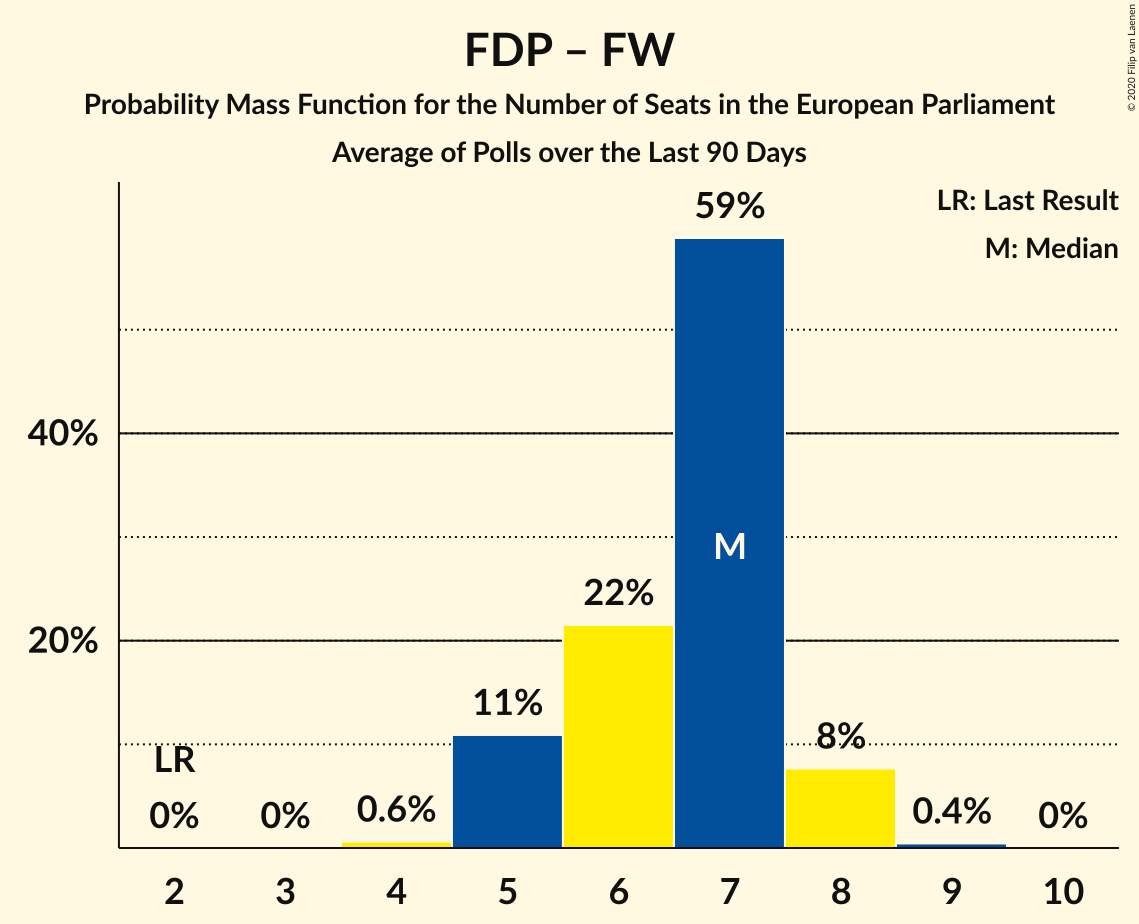 FDP – FW
Probability Mass Function for the Number of Seats in the European Parliament
Average of Polls over the Last 90 Days
© 2020 Filip van Laenen
LR: Last Result
M: Median
59%
40%
M
22%
20%
11%
8%
LR
0%
0%
0.6%
0.4%
0%
2 3 4 5 6 7 8 9 10